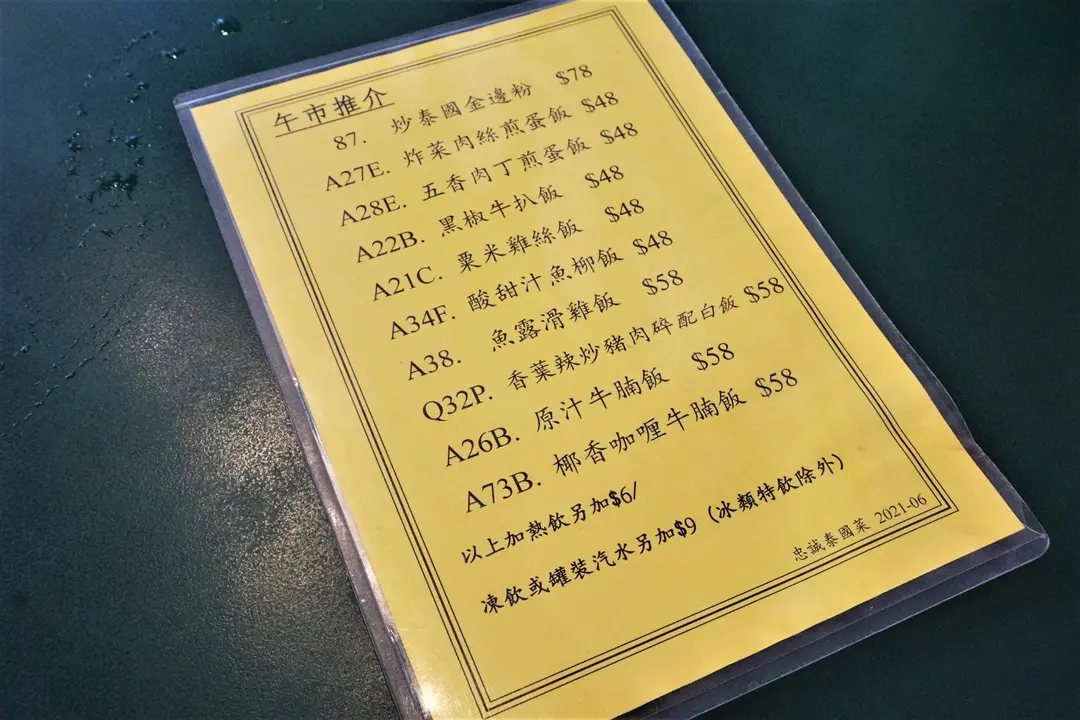 午市推介
87. 炒泰國金邊粉 $78
A27E. 炸菜肉絲煎蛋飯 $48
A28E. 五香肉丁煎蛋飯 $48
A22B. 黑椒牛扒飯 $48
A21C. 粟米雞絲飯 $48
A34F. 酸甜汁魚柳飯 $48
A38. 魚露滑雞飯 $58
Q32P. 香葉辣炒豬肉碎配白飯 $58
A26B. 原汁牛腩飯 $58
A73B. 椰香咖喱牛腩飯 $58
以上加熱飲另加$6/
凍飲或罐裝汽水另加$9（冰類特飲除外）
忠誠泰國菜 2021-06